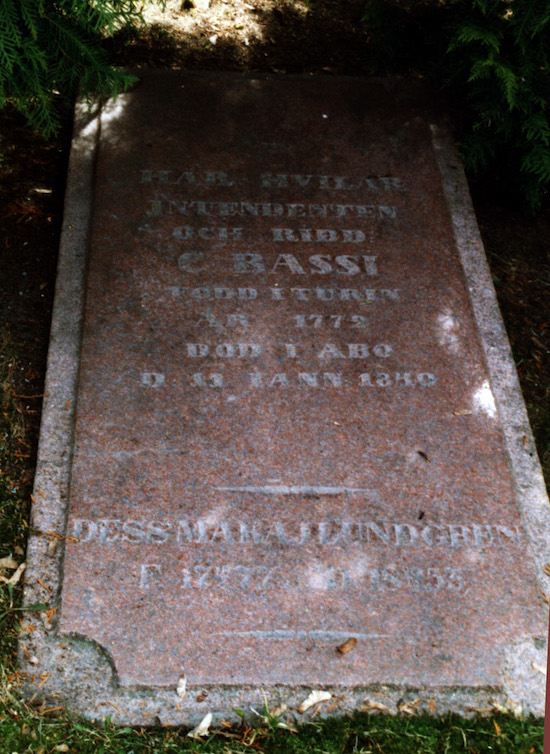 HÄR HVILAR
INTENDENTEN
OCH RIDD
C BASSI
FÖDD I TURIN
ÅR 1772
DÖD I ÅBO
D 11 IANN 1840
DESS MAKA J LUNDGREN
F 1777 D 1853